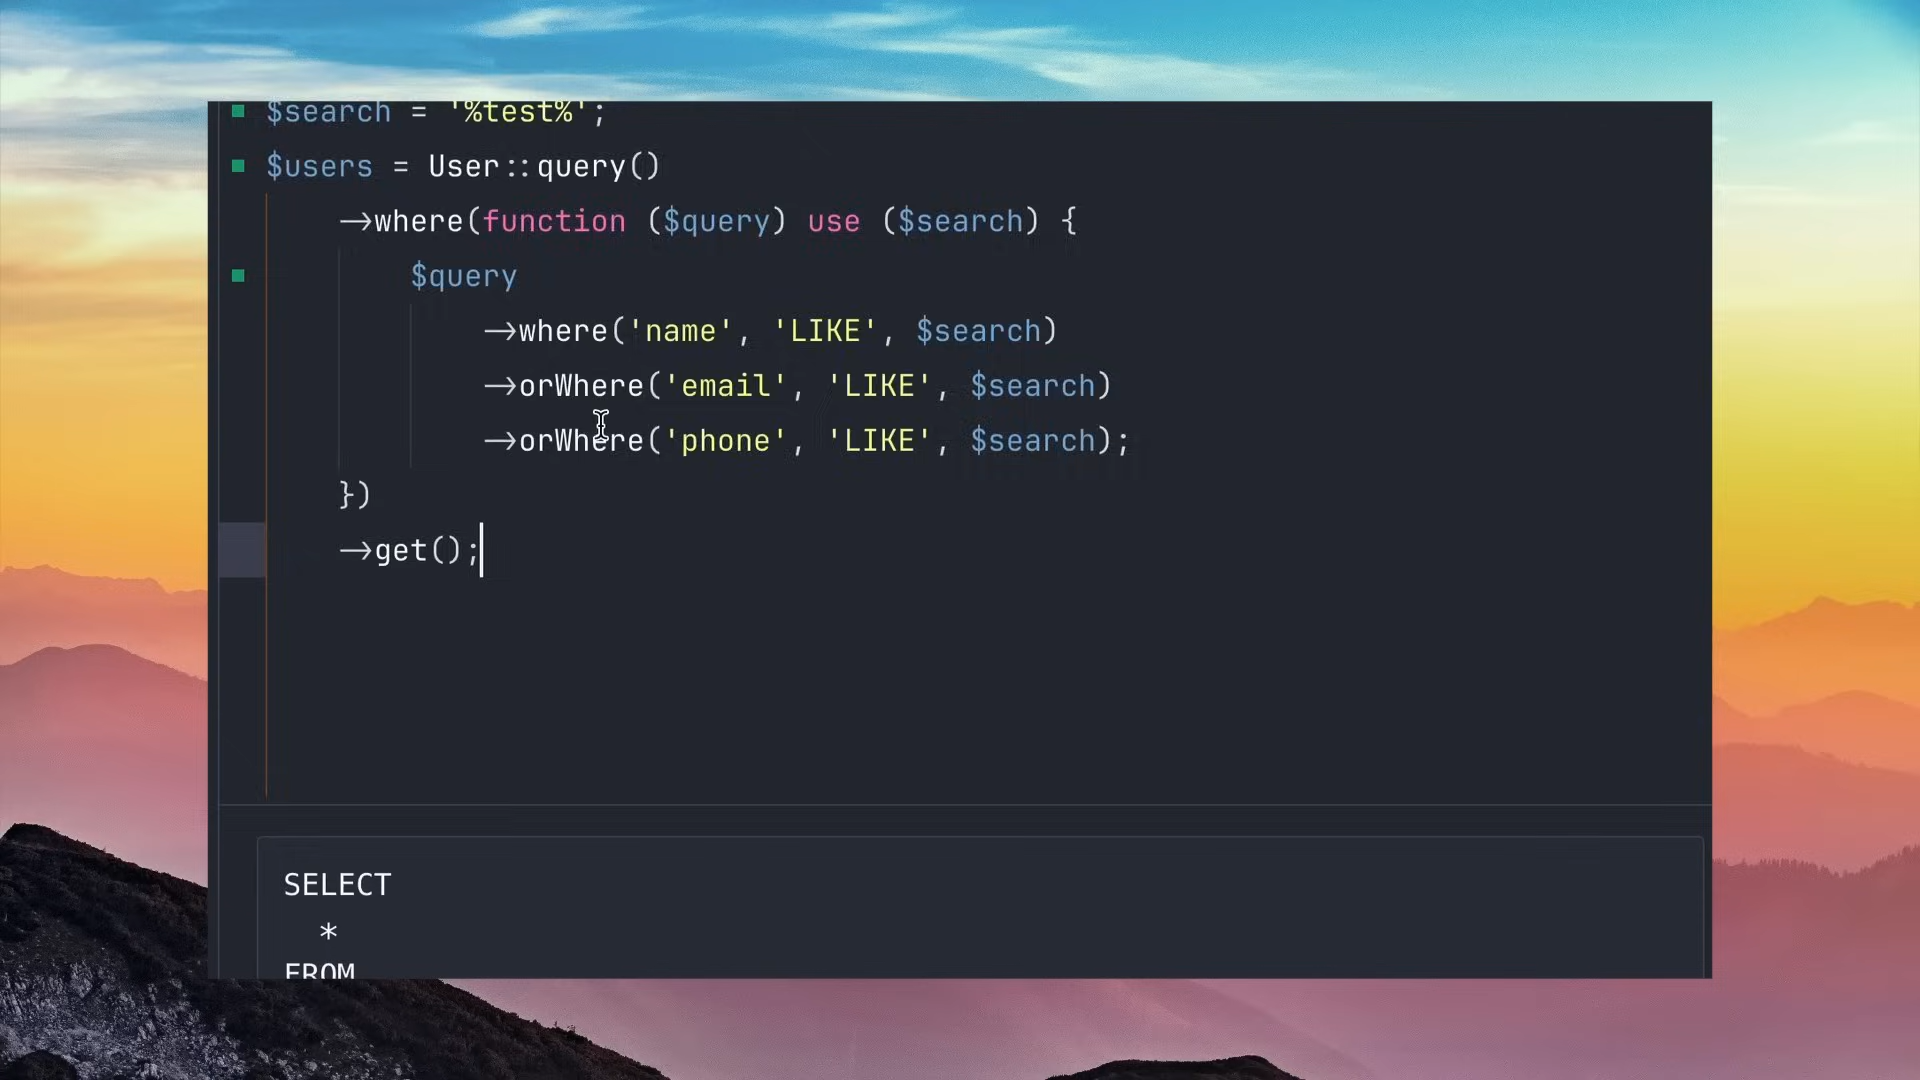 $search = '%test%';
$users = User::query()
->where(function ($query) use ($search) {
$query
->where('name', 'LIKE', $search)
->orWhere('email', 'LIKE', $search)
->orWhere('phone', 'LIKE', $search);
})
->get();
SELECT
*
FROM